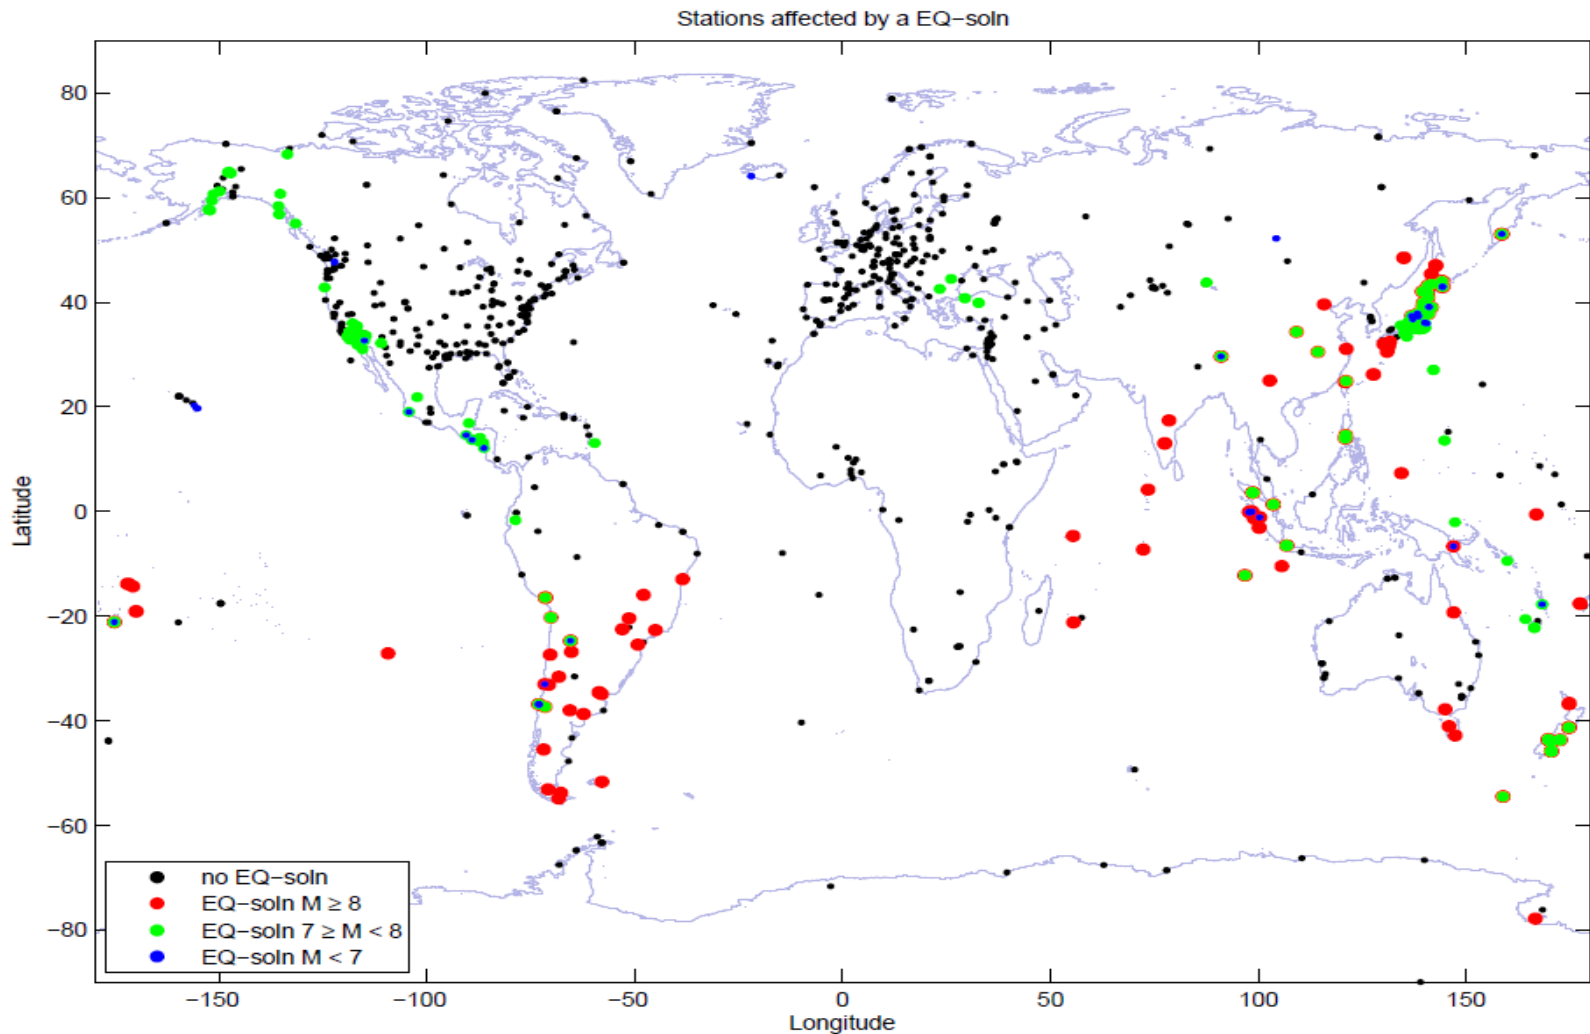 Stations affected by a EQ−soln
80
60
40
20
0
−20
−40
−60
−80
Latitude
no EQ−soln
EQ−soln M ≥ 8
EQ−soln 7 ≥ M < 8
EQ−soln M < 7
−150 −100 −50 0 50 100 150
Longitude